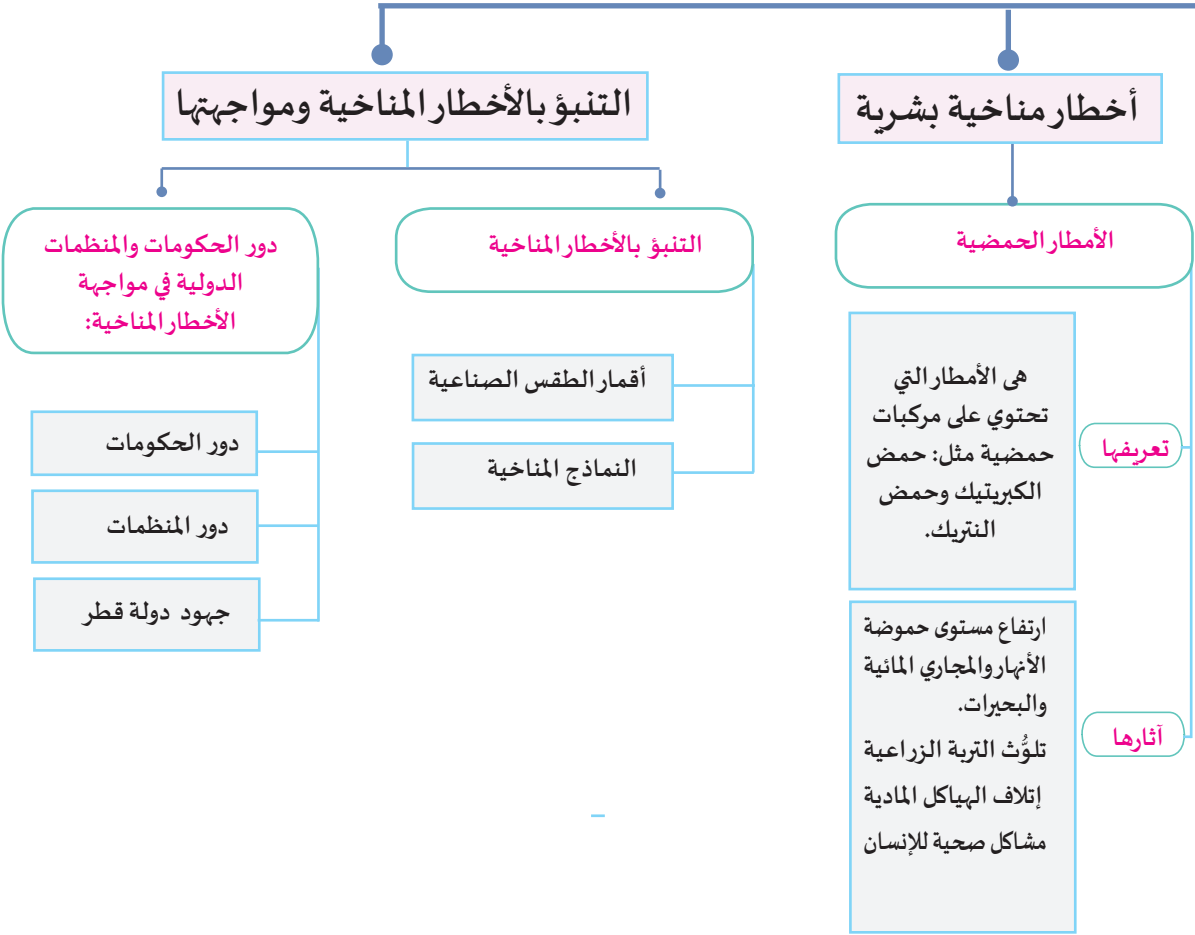 أخطار مناخية بشرية
الأمطار الحمضية
تعريفها
هى الأمطار التي
تحتوي على مركبات
حمضية مثل: حمض
الكبريتيك وحمض
النتريك.
آثارها
ارتفاع مستوى حموضة
الأنهار والمجاري المائية
والبحيرات.
تلوُّث التربة الزراعية
إتلاف الهياكل المادية
مشاكل صحية للإنسان
التنبؤ بالأخطار المناخية ومواجهتها
التنبؤ بالأخطار المناخية
أقمار الطقس الصناعية
النماذج المناخية
دور الحكومات والمنظمات
الدولية في مواجهة
الأخطار المناخية:
دور الحكومات
دور المنظمات
جهود دولة قطر